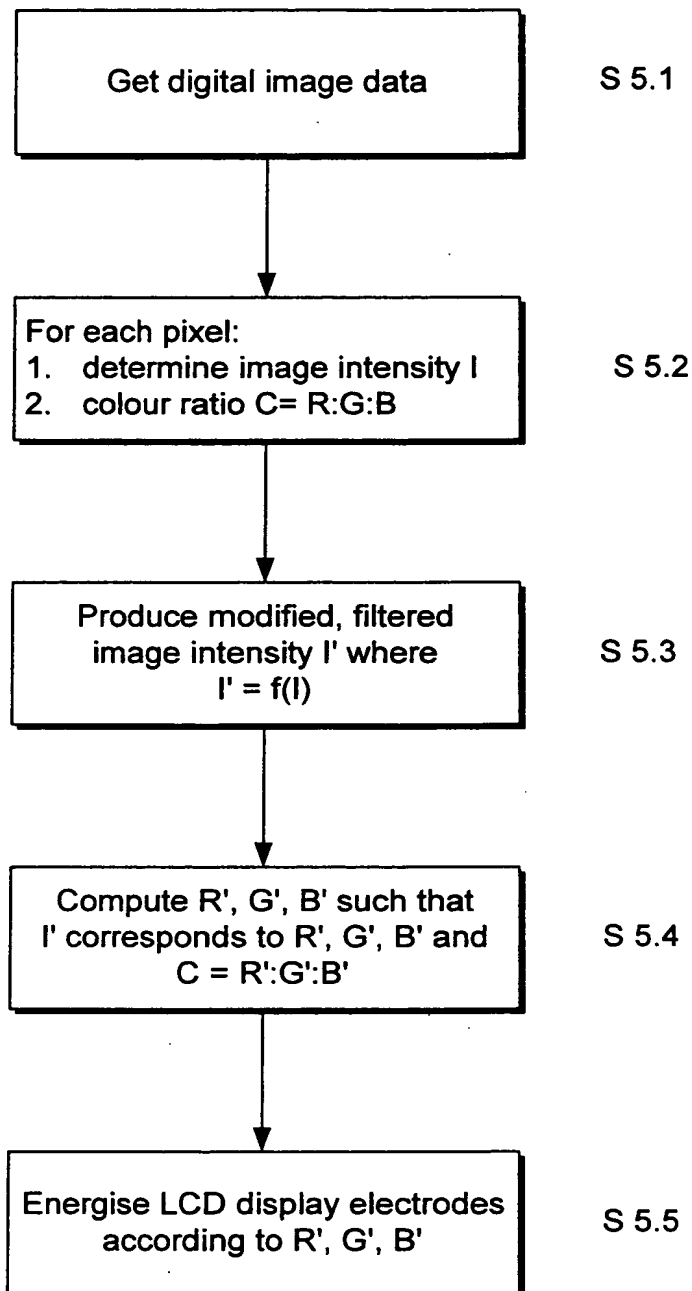 Get digital image data
S 5.1
For each pixel:
1. determine image intensity I
2. colour ratio C= R:G:B
S 5.2
Produce modified, filtered
image intensity I' where
I' = f(I)
S 5.3
Compute R', G', B' such that
I' corresponds to R', G', B' and
C = R':G':B'
S 5.4
Energise LCD display electrodes
according to R', G', B'
S 5.5